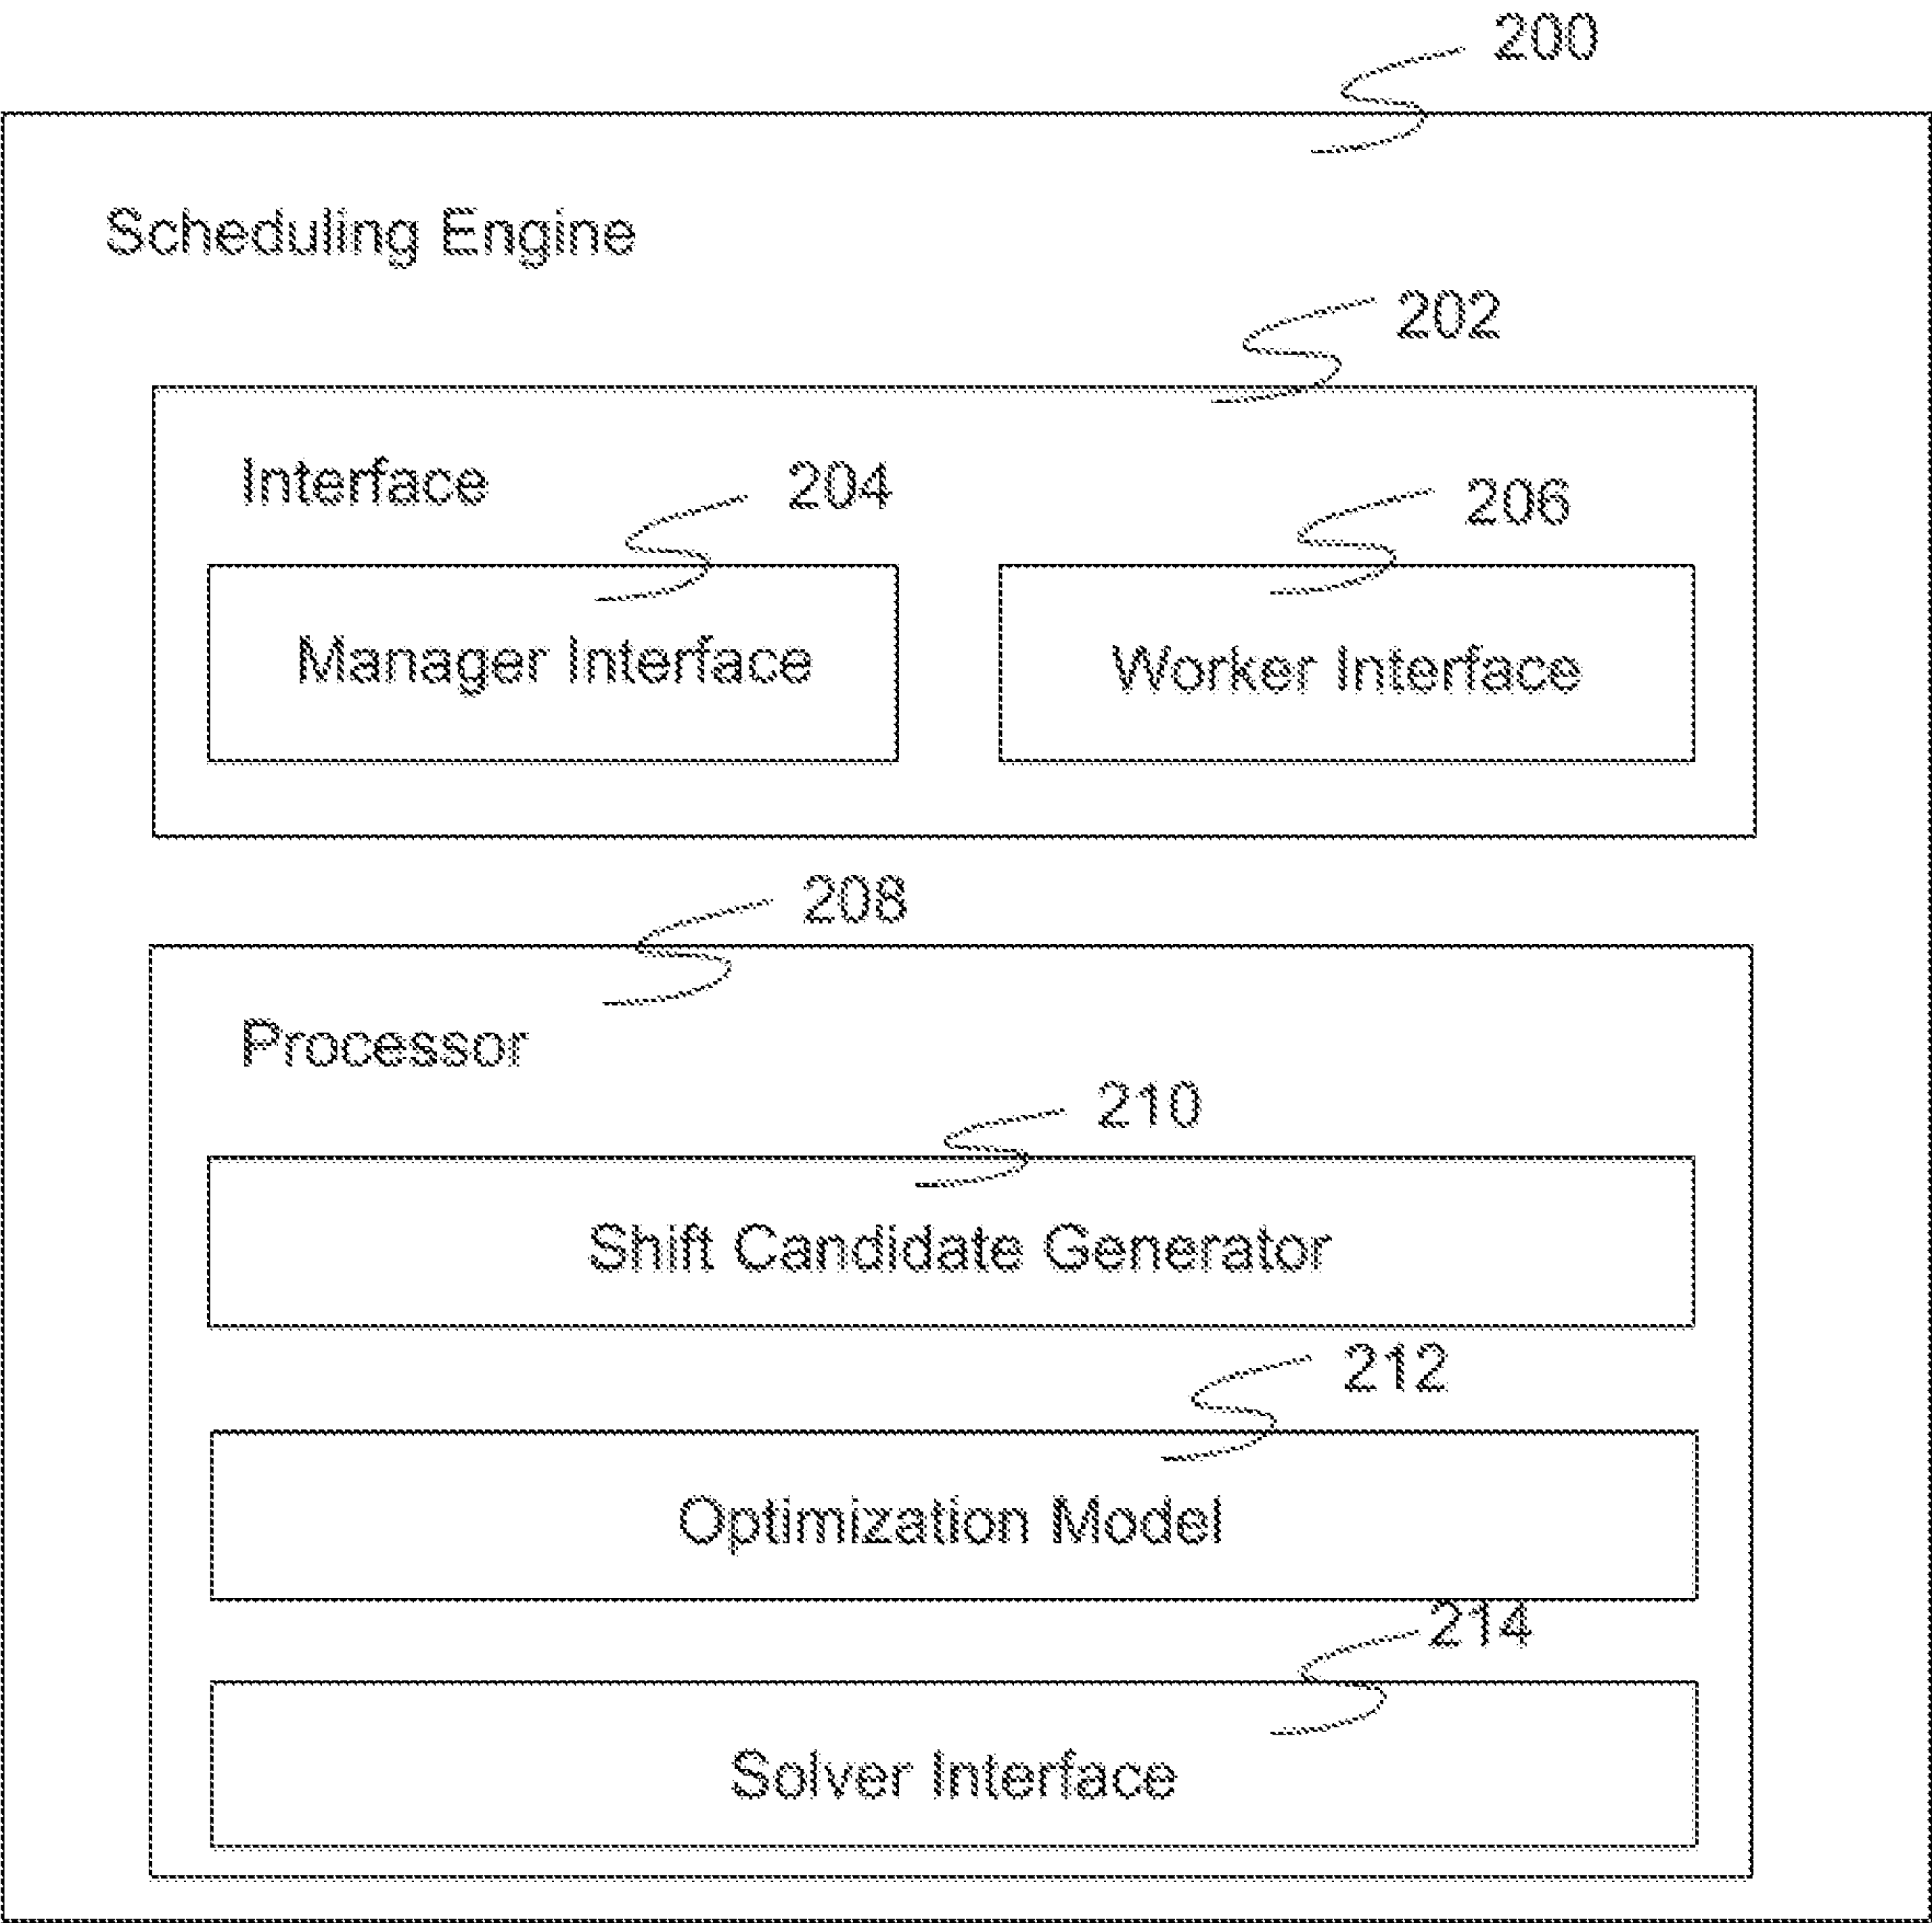 200
Scheduling Engine
202
Interface
204
206
Manager Interface
Worker Interface
208
Processor
210
Shift Candidate Generator
212
Optimization Model
214
Solver Interface